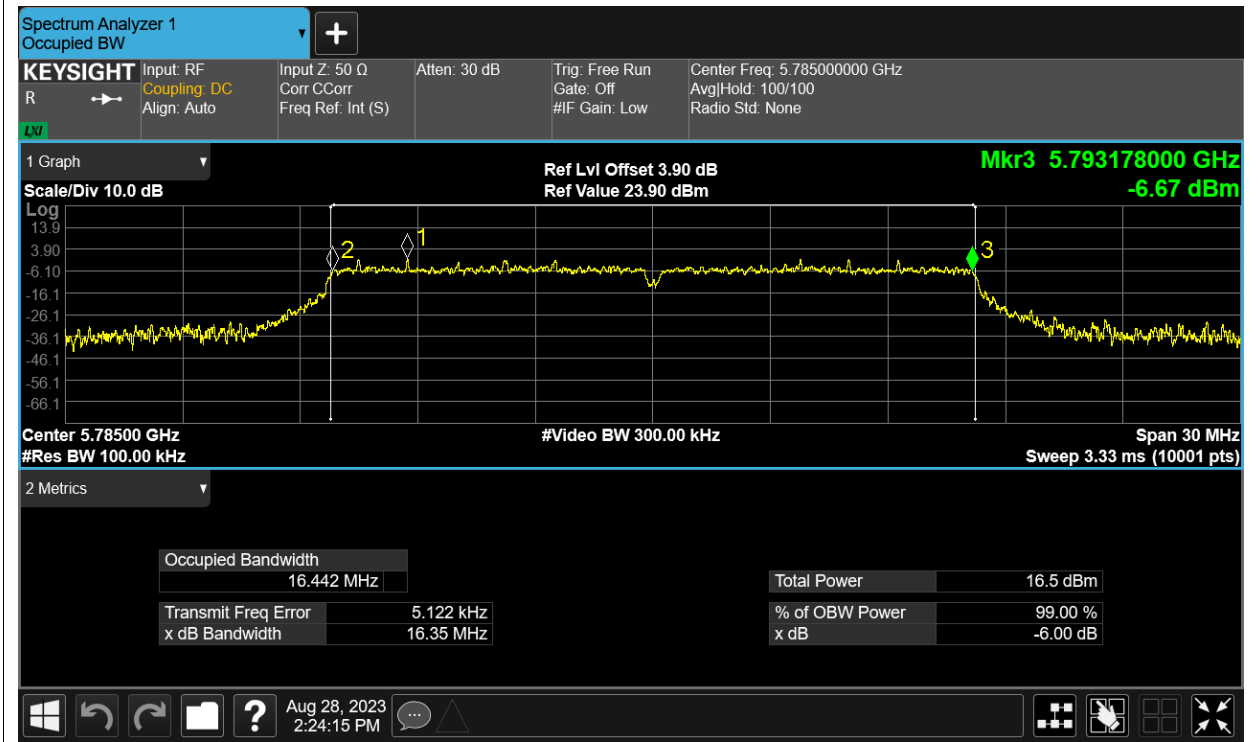 Spectrum Analyzer 1
Occupied BW
KEYSIGHT
R
LXI
Input: RF
Coupling: DC
Align: Auto
Input Z: 50 Ω
Corr CCorr
Freq Ref: Int (S)
Atten: 30 dB
Trig: Free Run
Gate: Off
#IF Gain: Low
Center Freq: 5.785000000 GHz
Avg|Hold: 100/100
Radio Std: None
1 Graph
Scale/Div 10.0 dB
Ref Lvl Offset 3.90 dB
Ref Value 23.90 dBm
Mkr3 5.793178000 GHz
-6.67 dBm
Log
13.9
3.90
-6.10
-16.1
-26.1
-36.1
-46.1
-56.1
-66.1
2
1
3
Center 5.78500 GHz
#Res BW 100.00 kHz
#Video BW 300.00 kHz
Span 30 MHz
Sweep 3.33 ms (10001 pts)
2 Metrics
Occupied Bandwidth
16.442 MHz
Transmit Freq Error 5.122 kHz
x dB Bandwidth 16.35 MHz
Total Power 16.5 dBm
% of OBW Power 99.00 %
x dB -6.00 dB
?
Aug 28, 2023
2:24:15 PM